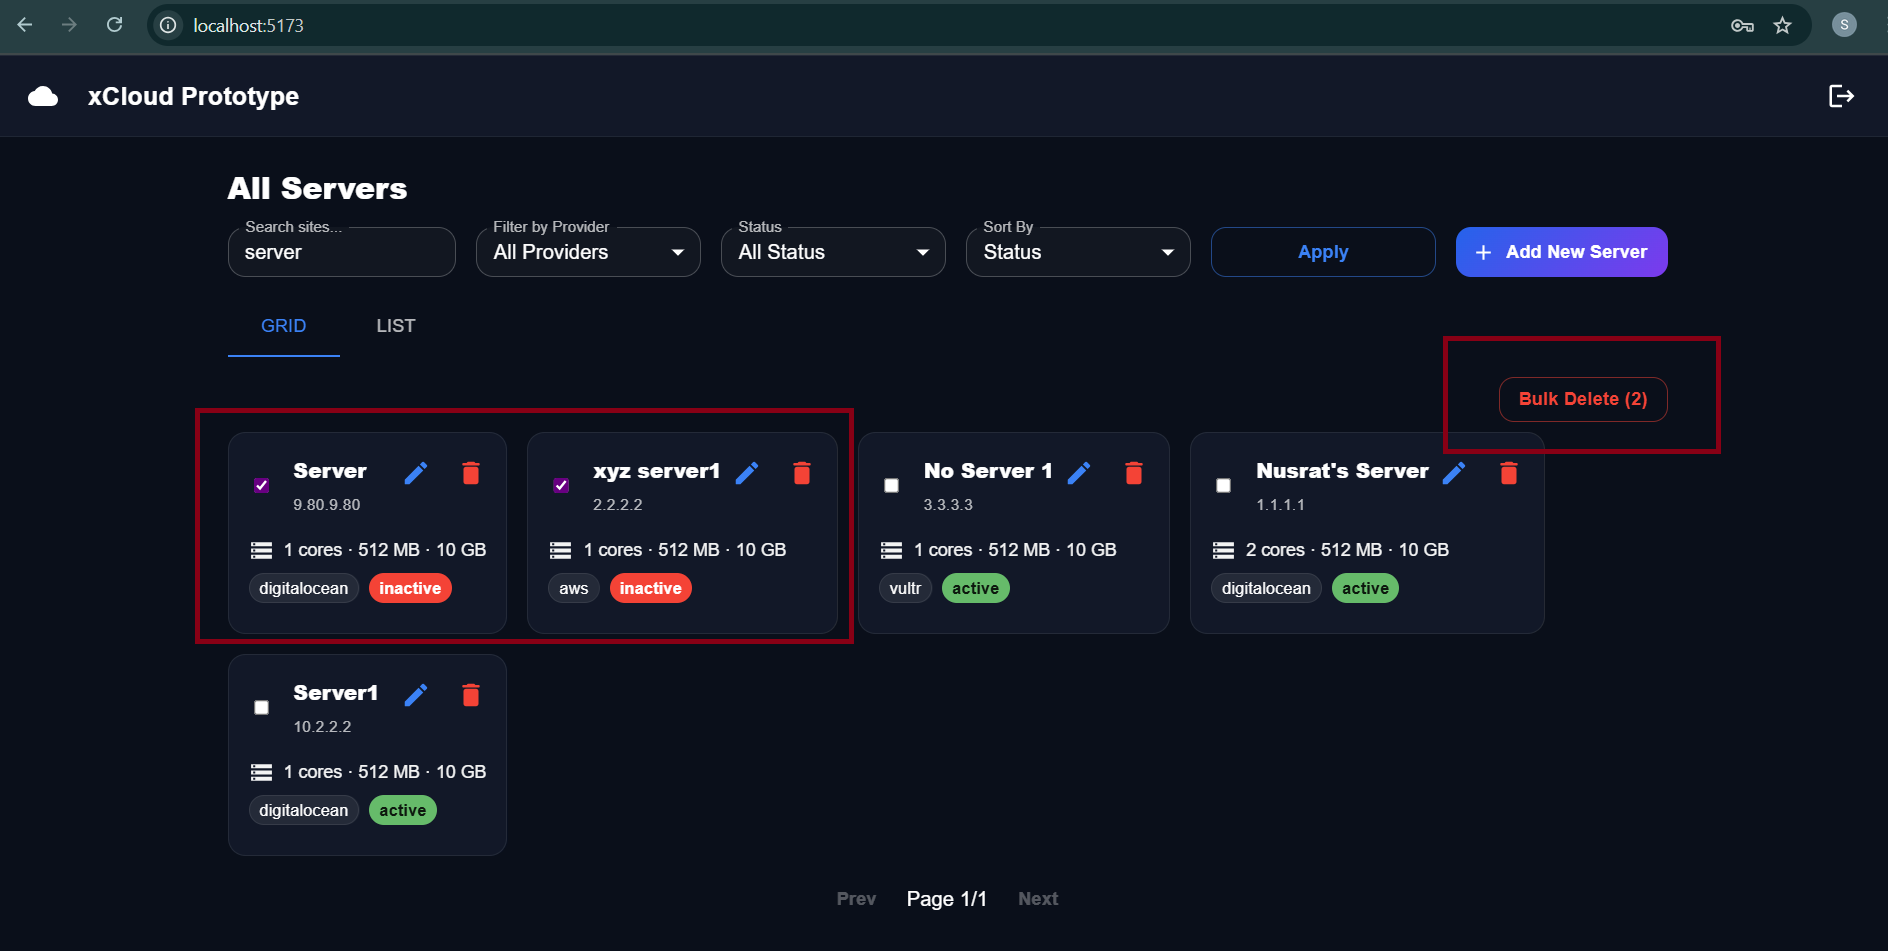 localhost:5173
S
xCloud Prototype
All Servers
Search sites...
server
Filter by Provider
All Providers
Status
All Status
Sort By
Status
Apply
+ Add New Server
GRID
LIST
Bulk Delete (2)
Server
9.80.9.80
1 cores · 512 MB · 10 GB
digitalocean
inactive
xyz server1
2.2.2.2
1 cores · 512 MB · 10 GB
aws
inactive
No Server 1
3.3.3.3
1 cores · 512 MB · 10 GB
vultr
active
Nusrat's Server
1.1.1.1
2 cores · 512 MB · 10 GB
digitalocean
active
Server1
10.2.2.2
1 cores · 512 MB · 10 GB
digitalocean
active
Prev
Page 1/1
Next